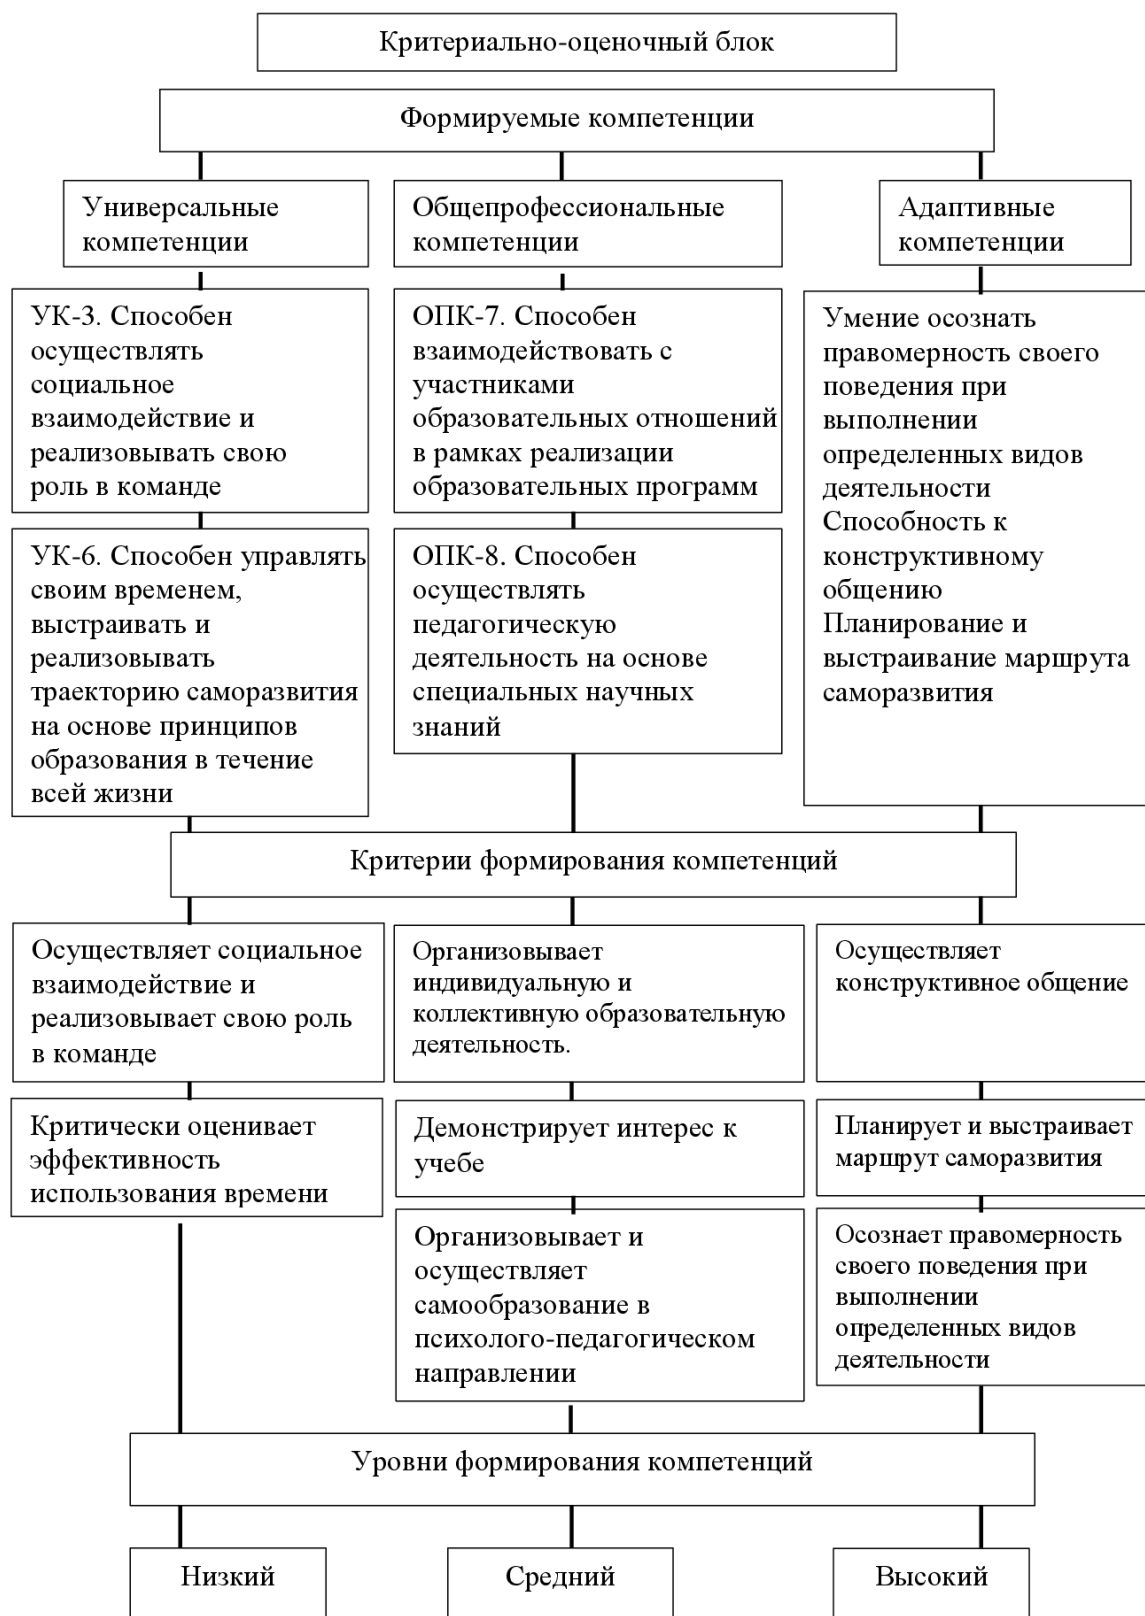 Критериально-оценочный блок
Формируемые компетенции
Универсальные
компетенции
Общепрофессиональные
компетенции
Адаптивные
компетенции
УК-3. Способен
осуществлять
социальное
взаимодействие и
реализовывать свою
роль в команде
ОПК-7. Способен
взаимодействовать с
участниками
образовательных отношений
в рамках реализации
образовательных программ
Умение осознать
правомерность своего
поведения при
выполнении
определенных видов
деятельности
Способность к
конструктивному
общению
Планирование и
выстраивание маршрута
саморазвития
УК-6. Способен управлять
своим временем,
выстраивать и
реализовывать
траекторию саморазвития
на основе принципов
образования в течение
всей жизни
ОПК-8. Способен
осуществлять
педагогическую
деятельность на основе
специальных научных
знаний
Критерии формирования компетенций
Осуществляет социальное
взаимодействие и
реализовывает свою роль
в команде
Организовывает
индивидуальную и
коллективную образовательную
деятельность.
Осуществляет
конструктивное общение
Критически оценивает
эффективность
использования времени
Демонстрирует интерес к
учебе
Планирует и выстраивает
маршрут саморазвития
Организовывает и
осуществляет
самообразование в
психолого-педагогическом
направлении
Осознает правомерность
своего поведения при
выполнении
определенных видов
деятельности
Уровни формирования компетенций
Низкий
Средний
Высокий